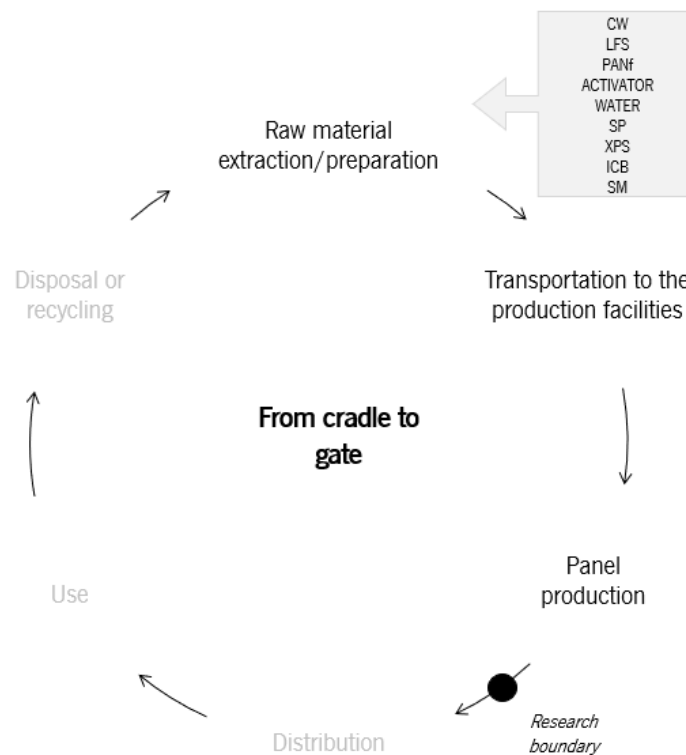 CW
LFS
PANf
ACTIVATOR
WATER
SP
XPS
ICB
SM
Raw material
extraction/preparation
Transportation to the
production facilities
Panel
production
Research
boundary
Distribution
Use
Disposal or
recycling
From cradle to
gate